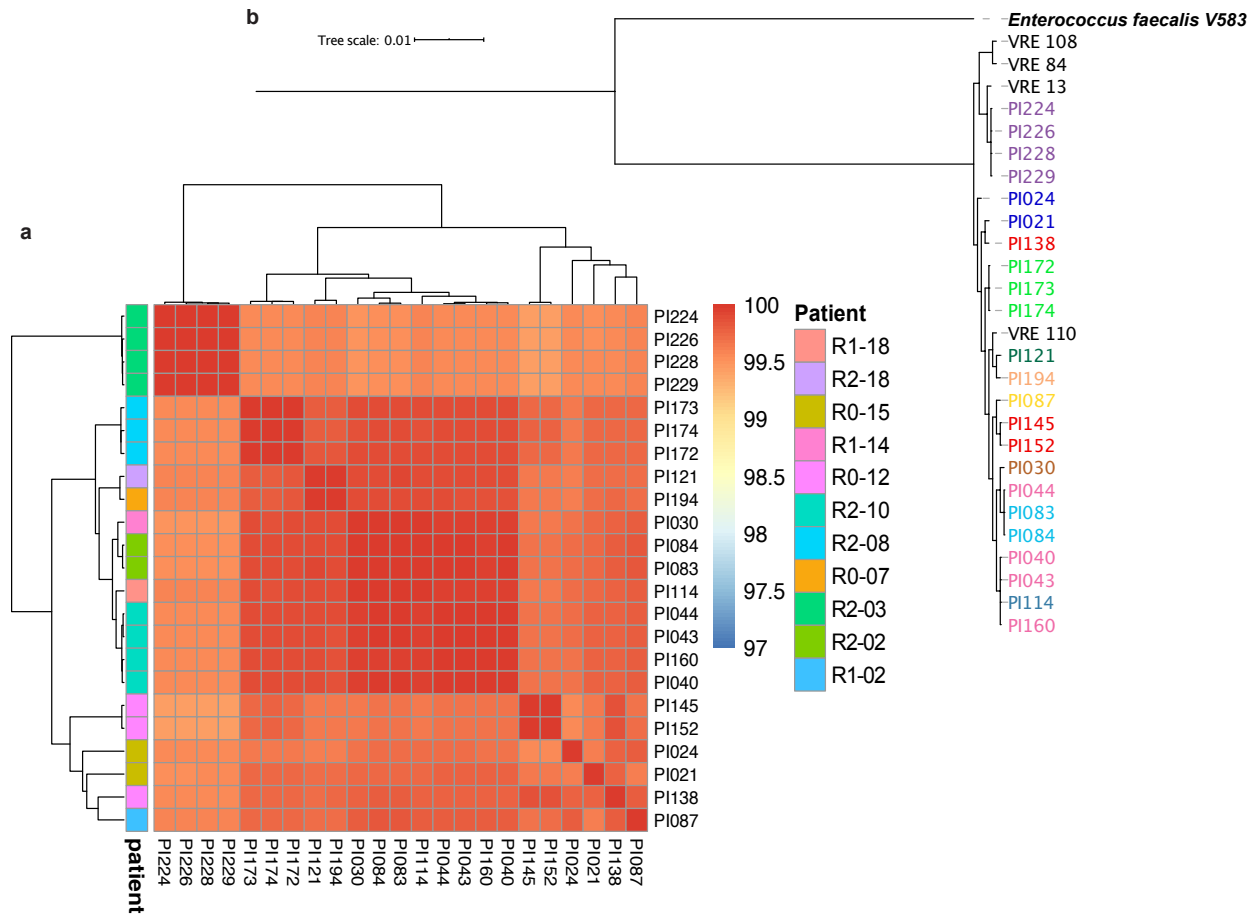 b
Tree scale: 0.01
Enterococcus faecalis V583
VRE 108
VRE 84
VRE 13
PI224
PI226
PI228
PI229
PI024
PI021
PI138
PI172
PI173
PI174
VRE 110
PI121
PI194
PI087
PI145
PI152
PI030
PI044
PI083
PI084
PI040
PI043
PI114
PI160
a
PI224
PI226
PI228
PI229
PI173
PI174
PI172
PI121
PI194
PI030
PI084
PI083
PI114
PI044
PI043
PI160
PI040
PI145
PI152
PI024
PI021
PI138
PI087
100
99.5
99
98.5
98
97.5
97
Patient
R1-18
R2-18
R0-15
R1-14
R0-12
R2-10
R2-08
R0-07
R2-03
R2-02
R1-02
patient
PI224
PI226
PI228
PI229
PI173
PI174
PI172
PI121
PI194
PI030
PI084
PI083
PI114
PI044
PI043
PI160
PI040
PI145
PI152
PI024
PI021
PI138
PI087